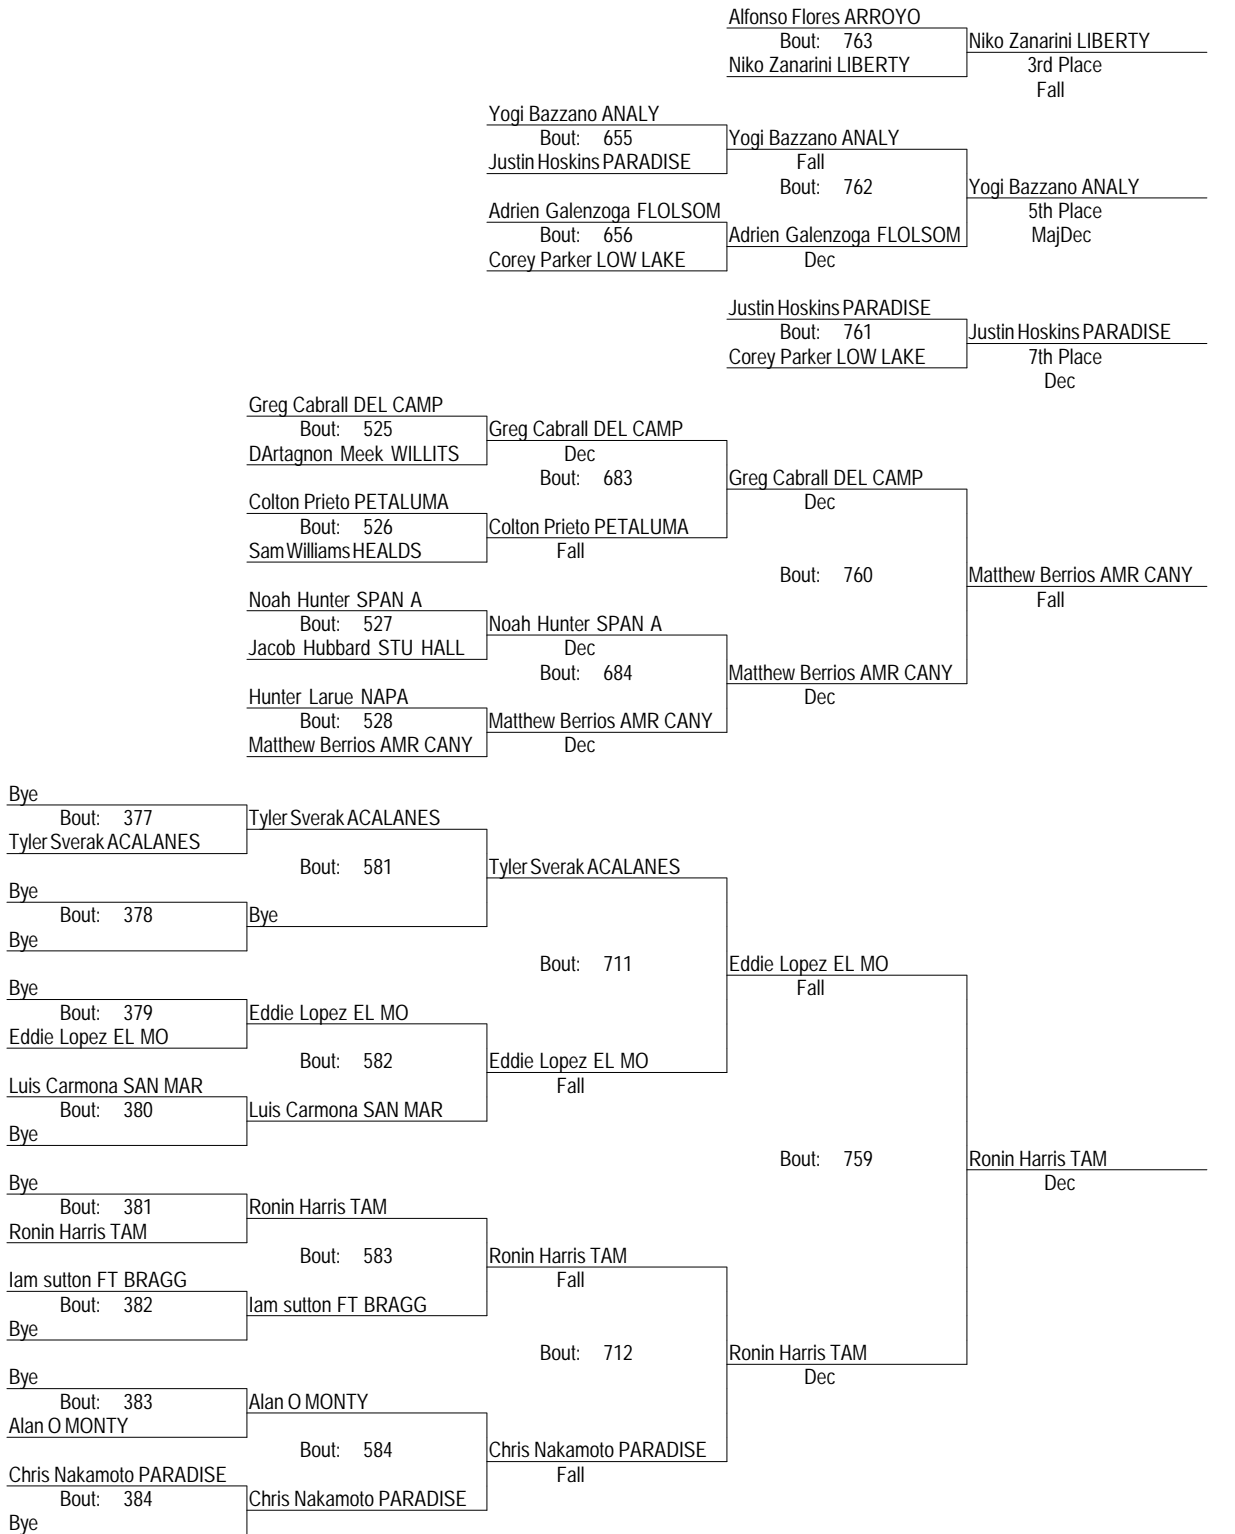 Alfonso Flores ARROYO
Bout: 763
Niko Zanarini LIBERTY
Niko Zanarini LIBERTY
3rd Place
Fall
Yogi Bazzano ANALY
Bout: 655
Justin Hoskins PARADISE
Yogi Bazzano ANALY
Fall
Bout: 762
Yogi Bazzano ANALY
5th Place
MajDec
Adrien Galenzoga FLOLSOM
Bout: 656
Corey Parker LOW LAKE
Adrien Galenzoga FLOLSOM
Dec
Justin Hoskins PARADISE
Bout: 761
Corey Parker LOW LAKE
Justin Hoskins PARADISE
7th Place
Dec
Greg Cabrall DEL CAMP
Bout: 525
DArtagnon Meek WILLITS
Greg Cabrall DEL CAMP
Dec
Bout: 683
Greg Cabrall DEL CAMP
Dec
Colton Prieto PETALUMA
Bout: 526
Sam Williams HEALDS
Colton Prieto PETALUMA
Fall
Bout: 760
Matthew Berrios AMR CANY
Fall
Noah Hunter SPAN A
Bout: 527
Jacob Hubbard STU HALL
Noah Hunter SPAN A
Dec
Bout: 684
Matthew Berrios AMR CANY
Dec
Hunter Larue NAPA
Bout: 528
Matthew Berrios AMR CANY
Matthew Berrios AMR CANY
Dec
Bye
Bout: 377
Tyler Sverak ACALANES
Tyler Sverak ACALANES
Bout: 581
Tyler Sverak ACALANES
Bye
Bout: 378
Bye
Bye
Bout: 711
Eddie Lopez EL MO
Fall
Bye
Bout: 379
Eddie Lopez EL MO
Eddie Lopez EL MO
Bout: 582
Eddie Lopez EL MO
Fall
Luis Carmona SAN MAR
Bout: 380
Bye
Luis Carmona SAN MAR
Bout: 759
Ronin Harris TAM
Dec
Bye
Bout: 381
Ronin Harris TAM
Ronin Harris TAM
Bout: 583
Ronin Harris TAM
Fall
Iam sutton FT BRAGG
Bout: 382
Bye
Iam sutton FT BRAGG
Bout: 712
Ronin Harris TAM
Dec
Bye
Bout: 383
Alan O MONTY
Alan O MONTY
Bout: 584
Chris Nakamoto PARADISE
Fall
Chris Nakamoto PARADISE
Bout: 384
Bye
Chris Nakamoto PARADISE